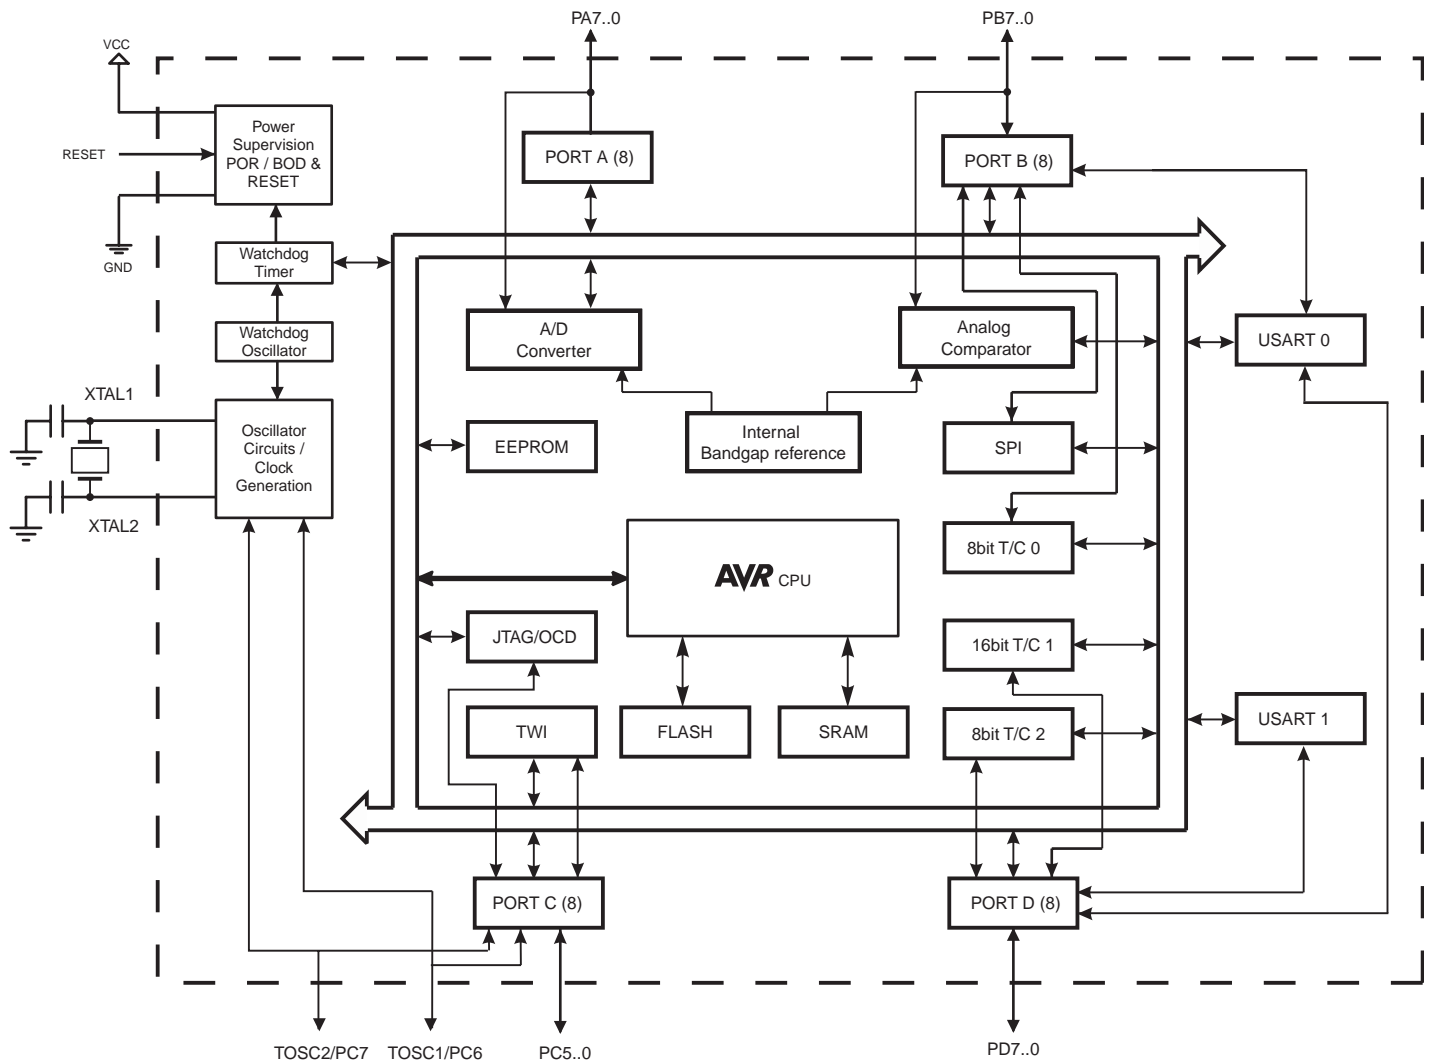 PA7..0
PB7..0
VCC
Power
Supervision
POR / BOD &
RESET
RESET
PORT A (8)
PORT B (8)
GND
Watchdog
Timer
Watchdog
Oscillator
A/D
Converter
Analog
Comparator
USART 0
XTAL1
Oscillator
Circuits /
Clock
Generation
XTAL2
EEPROM
Internal
Bandgap reference
SPI
8bit T/C 0
AVR CPU
JTAG/OCD
16bit T/C 1
TWI
FLASH
SRAM
8bit T/C 2
USART 1
PORT C (8)
PORT D (8)
TOSC2/PC7
TOSC1/PC6
PC5..0
PD7..0